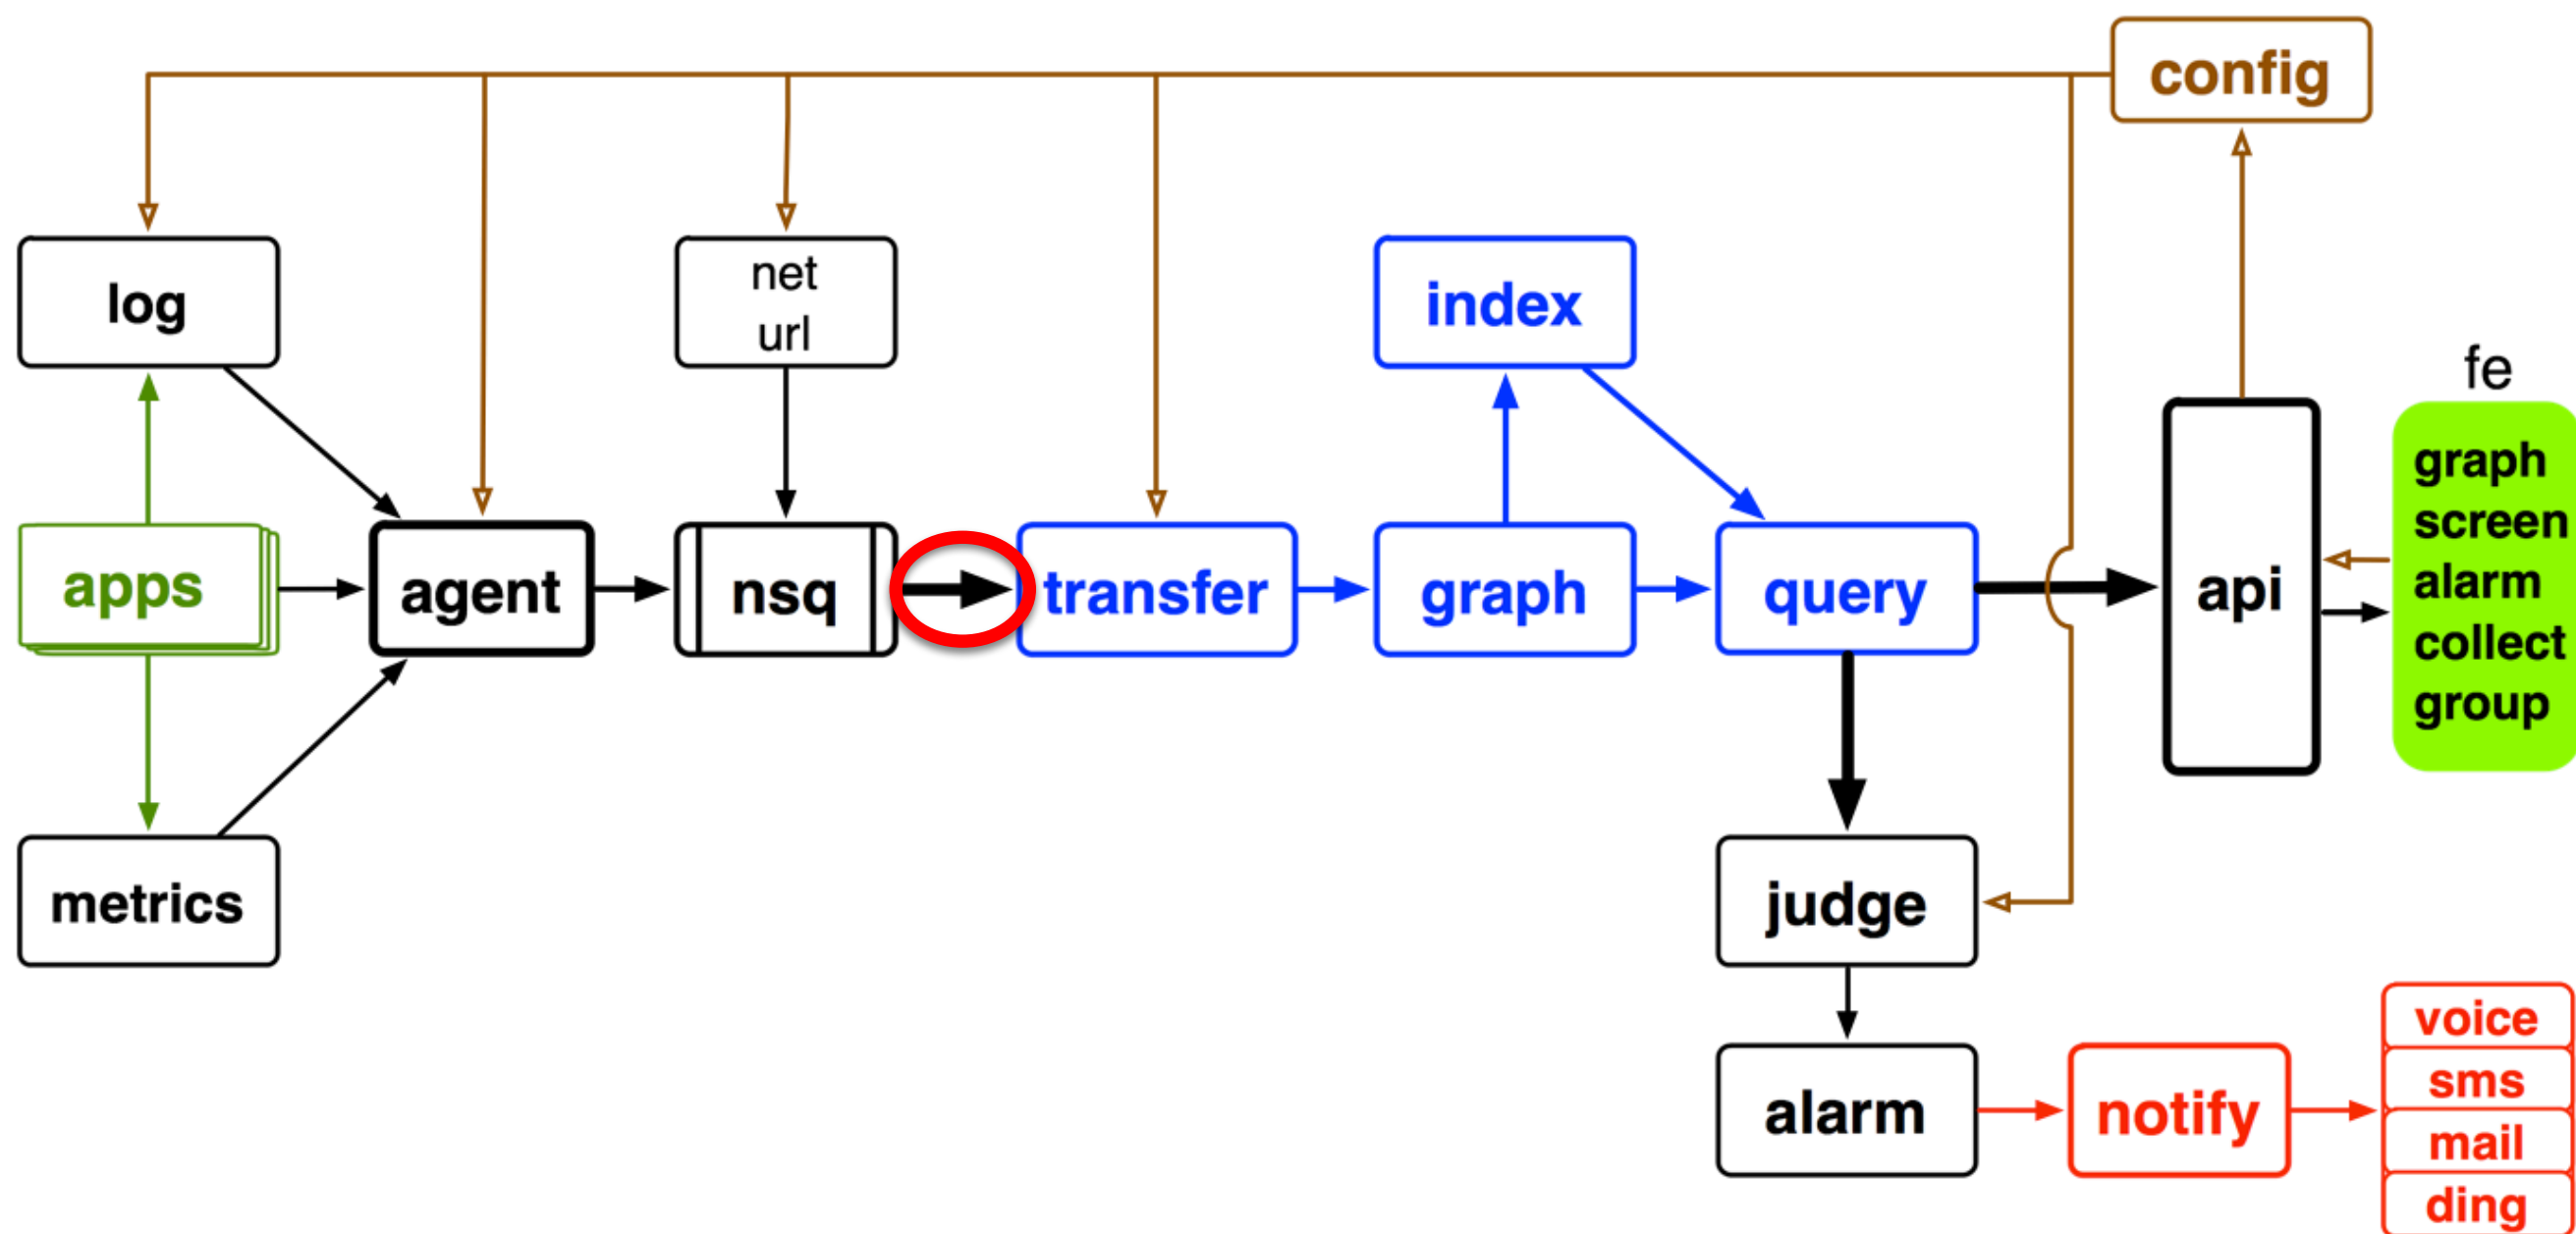 config
log
net
url
index
fe
graph
screen
alarm
collect
group
apps
agent
nsq
transfer
graph
query
api
metrics
judge
alarm
notify
voice
sms
mail
ding